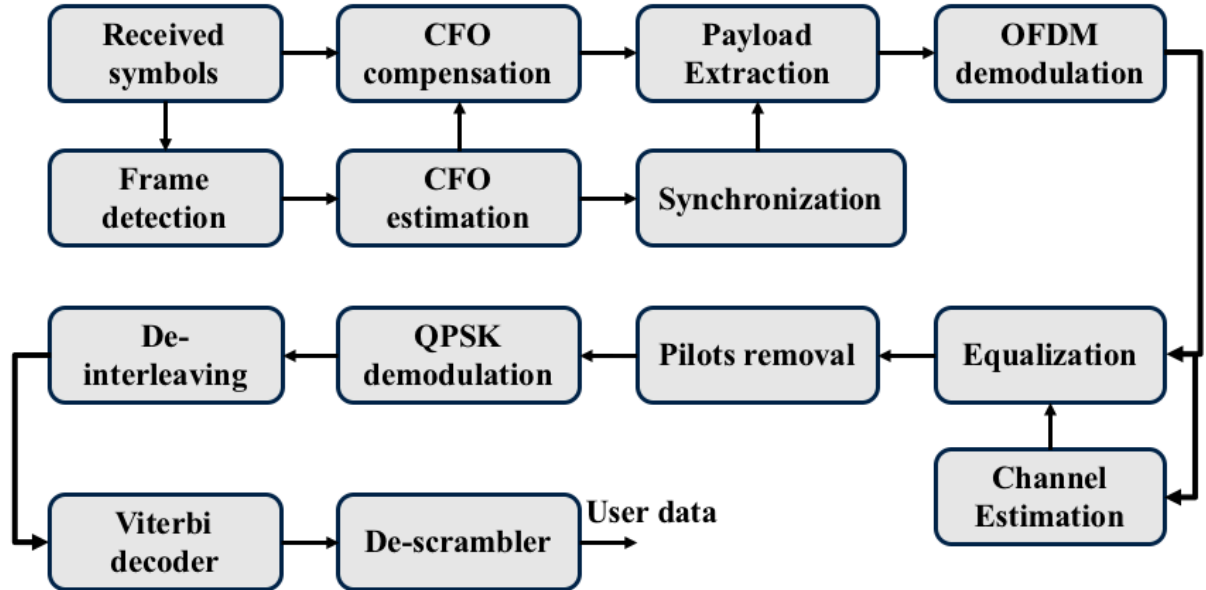 Received
symbols
CFO
compensation
Payload
Extraction
OFDM
demodulation
Frame
detection
CFO
estimation
Synchronization
De-
interleaving
QPSK
demodulation
Pilots removal
Equalization
Channel
Estimation
Viterbi
decoder
De-scrambler
User data